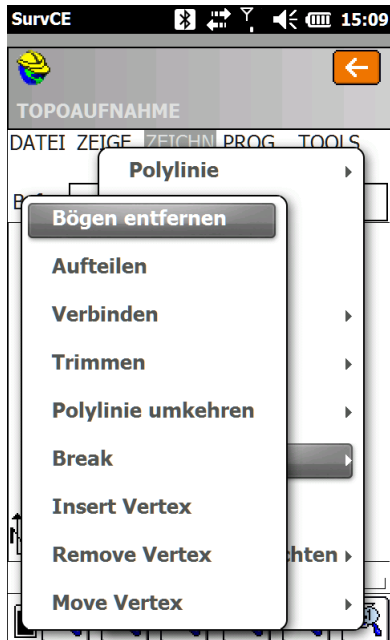 SurvCE 15:09
TOPOAUFNAHME
DATEI ZEIGE ZEICHN PROG TOOLS
Polylinie
Bögen entfernen
Aufteilen
Verbinden
Trimmen
Polylinie umkehren
Break
Insert Vertex
Remove Vertex
Move Vertex